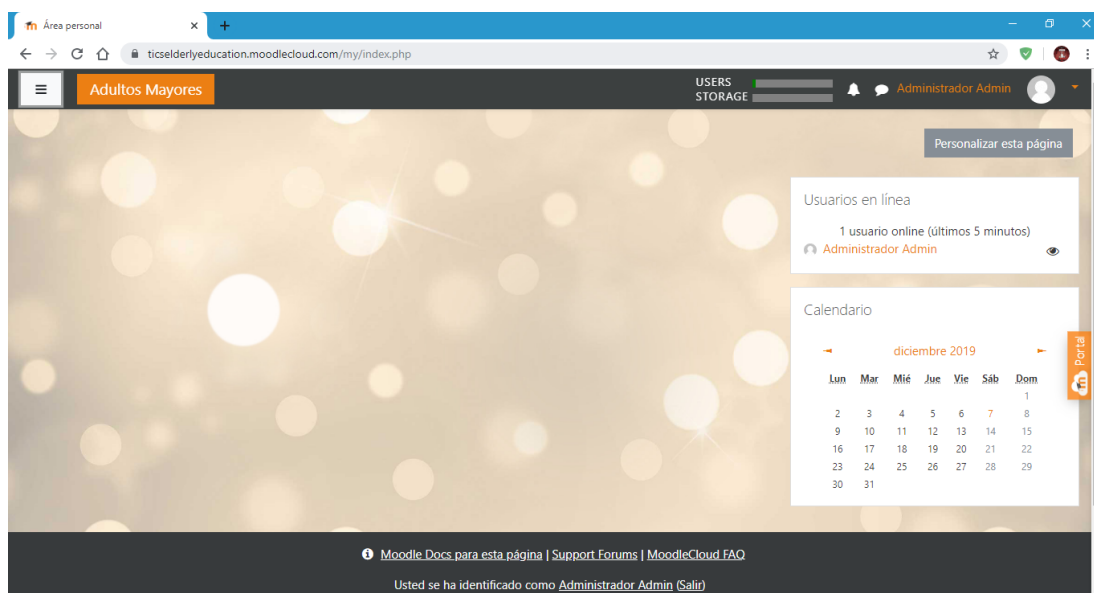 Área personal
ticselderlyeducation.moodlecloud.com/my/index.php
Adultos Mayores
USERS
STORAGE
Administrador Admin
Personalizar esta página
Usuarios en línea
1 usuario online (últimos 5 minutos)
Administrador Admin
Calendario
diciembre 2019
Lun Mar Mié Jue Vie Sáb Dom
1
2 3 4 5 6 7 8
9 10 11 12 13 14 15
16 17 18 19 20 21 22
23 24 25 26 27 28 29
30 31
Portal
Moodle Docs para esta página | Support Forums | MoodleCloud FAQ
Usted se ha identificado como Administrador Admin (Salir)